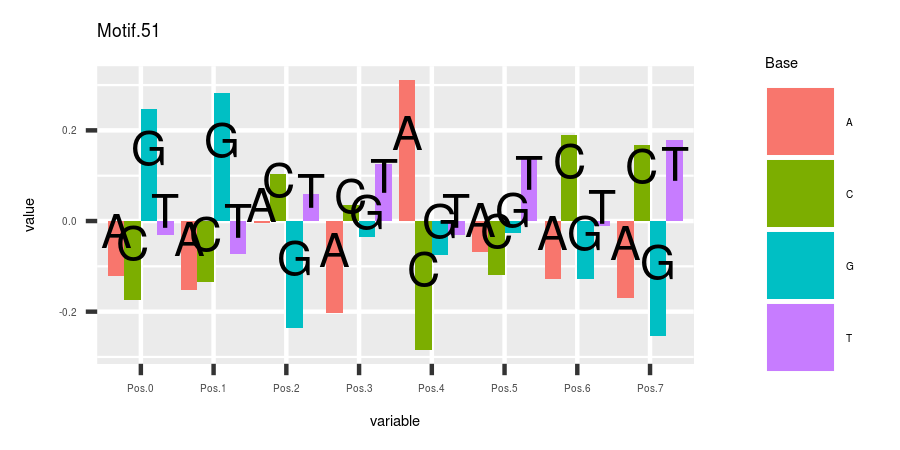 Motif.51
value
0.2
0.0
-0.2
A C G T A C G T A C G T A C G T A C G T A C G T A C G T A C G T
Pos.0 Pos.1 Pos.2 Pos.3 Pos.4 Pos.5 Pos.6 Pos.7
variable
Base
A
C
G
T